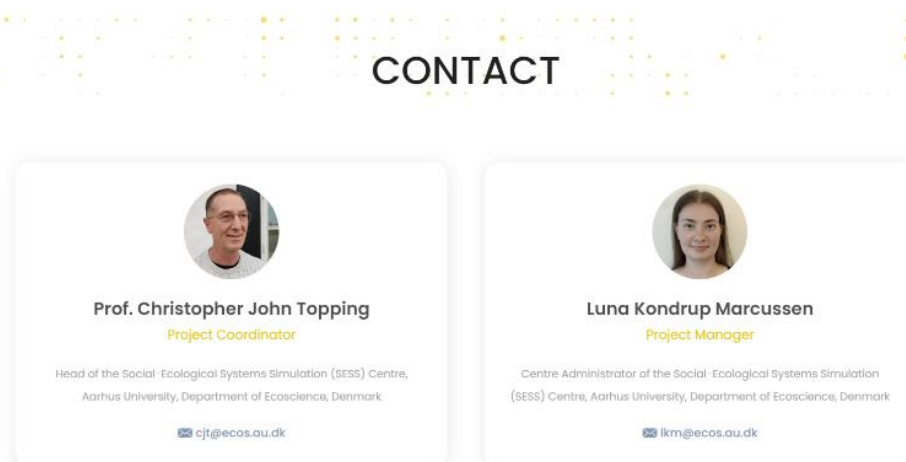 CONTACT
Prof. Christopher John Topping
Project Coordinator
Head of the Social-Ecological Systems Simulation (SESS) Centre,
Aarhus University, Department of Ecoscience, Denmark
cjt@ecos.au.dk
Luna Kondrup Marcussen
Project Manager
Centre Administrator of the Social-Ecological Systems Simulation
(SESS) Centre, Aarhus University, Department of Ecoscience, Denmark
lkm@ecos.au.dk